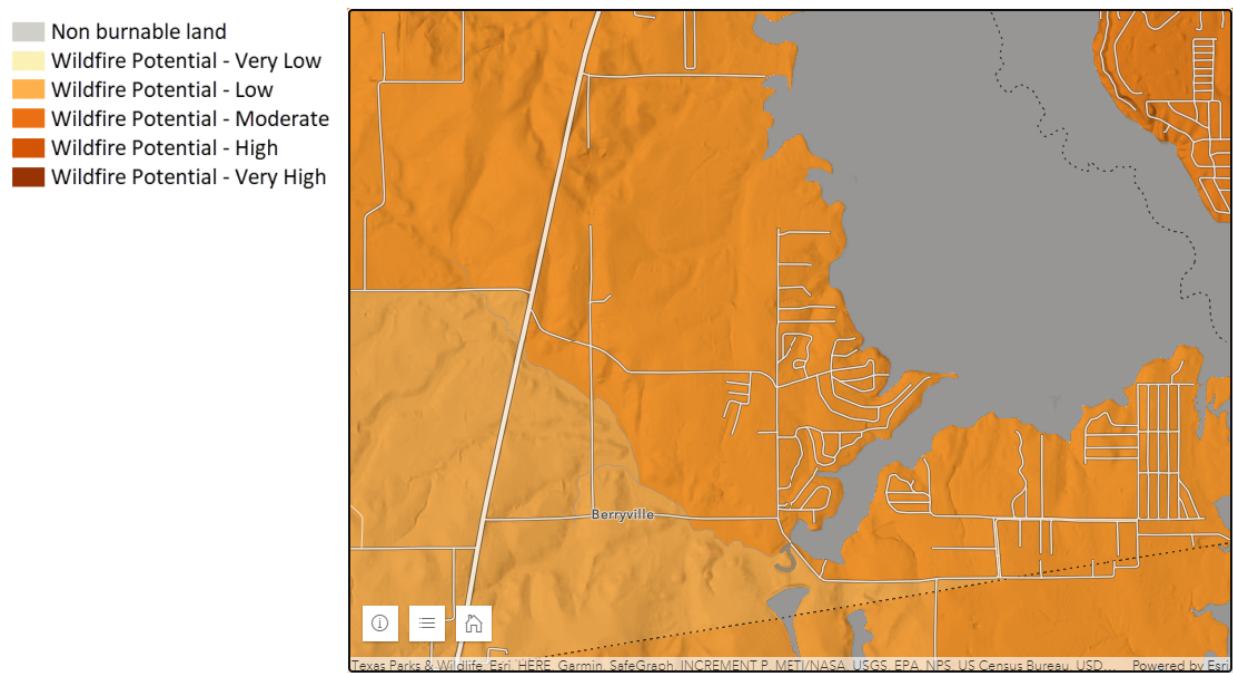 Non burnable land
Wildfire Potential - Very Low
Wildfire Potential - Low
Wildfire Potential - Moderate
Wildfire Potential - High
Wildfire Potential - Very High
Berryville
Texas Parks & Wildlife, Esri, HERE, Garmin, SafeGraph, INCREMENT P, METI/NASA, USGS, EPA, NPS, US Census Bureau, USD... Powered by Esri